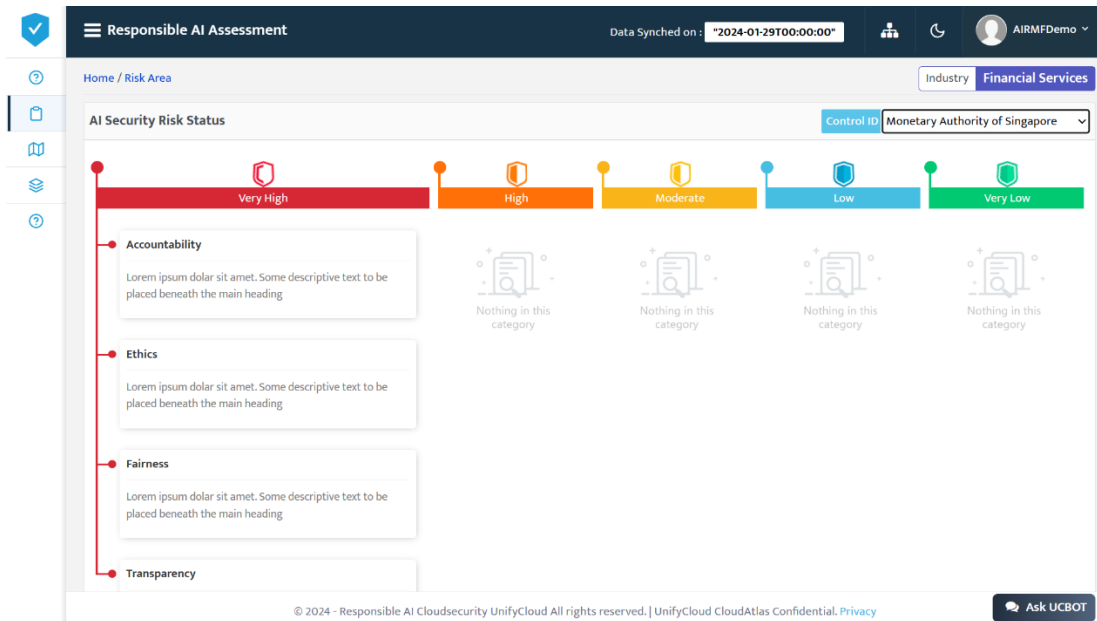 Responsible AI Assessment
Data Synched on : "2024-01-29T00:00:00"
AIRMFDemo
Home / Risk Area
Industry
Financial Services
AI Security Risk Status
Control ID
Monetary Authority of Singapore
Very High
High
Moderate
Low
Very Low
Accountability
Lorem ipsum dolar sit amet. Some descriptive text to be
placed beneath the main heading
Nothing in this
category
Nothing in this
category
Nothing in this
category
Nothing in this
category
Ethics
Lorem ipsum dolar sit amet. Some descriptive text to be
placed beneath the main heading
Fairness
Lorem ipsum dolar sit amet. Some descriptive text to be
placed beneath the main heading
Transparency
© 2024 - Responsible AI Cloudsecurity UnifyCloud All rights reserved. | UnifyCloud CloudAtlas Confidential. Privacy
Ask UCBOT